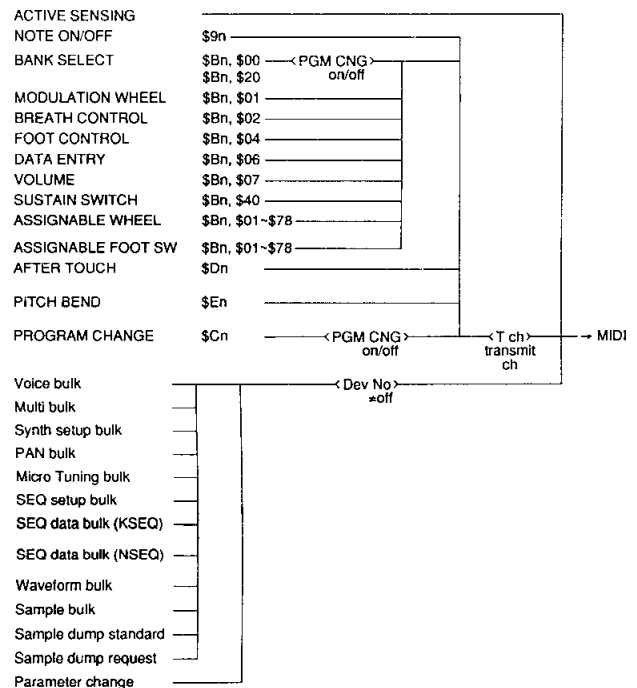 ACTIVE SENSING
NOTE ON/OFF $9n
BANK SELECT $Bn, $00 <PGM CNG>
$Bn, $20 on/off
MODULATION WHEEL $Bn, $01
BREATH CONTROL $Bn, $02
FOOT CONTROL $Bn, $04
DATA ENTRY $Bn, $06
VOLUME $Bn, $07
SUSTAIN SWITCH $Bn, $40
ASSIGNABLE WHEEL $Bn, $01~$78
ASSIGNABLE FOOT SW $Bn, $01~$78
AFTER TOUCH $Dn
PITCH BEND $En
PROGRAM CHANGE $Cn <PGM CNG> <T ch> → MIDI
on/off transmit
ch
Voice bulk <Dev No>
≠off
Multi bulk
Synth setup bulk
PAN bulk
Micro Tuning bulk
SEQ setup bulk
SEQ data bulk (KSEQ)
SEQ data bulk (NSEQ)
Waveform bulk
Sample bulk
Sample dump standard
Sample dump request
Parameter change